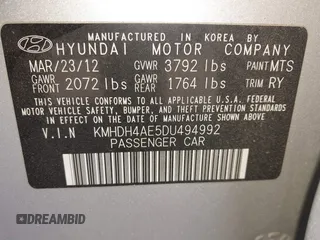 MANUFACTURED IN KOREA BY
HYUNDAI MOTOR COMPANY
MAR/23/12 GVWR 3792 lbs PAINT MTS
GAWR FRONT 2072 lbs GAWR REAR 1764 lbs TRIM RY
THIS VEHICLE CONFORMS TO ALL APPLICABLE U.S.A. FEDERAL
MOTOR VEHICLE SAFETY, BUMPER, AND THEFT PREVENTION
STANDARDS IN EFFECT ON THE DATE OF MANUFACTURE SHOWN ABOVE.
V.I.N KMHDH4AE5DU494992
PASSENGER CAR
DREAMBID